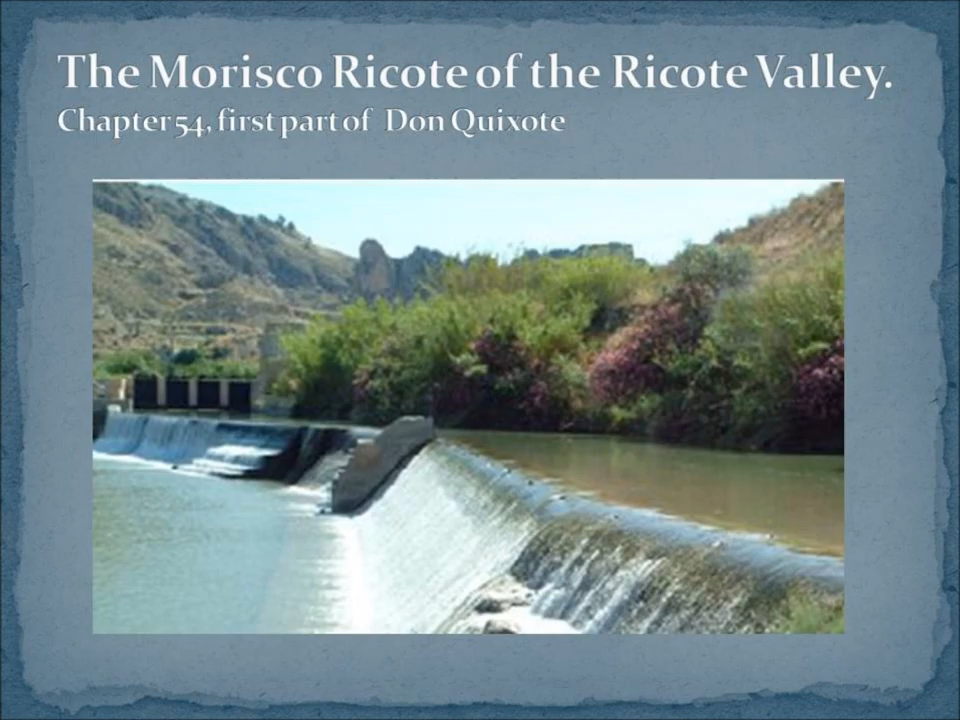 The Morisco Ricote of the Ricote Valley.
Chapter 54, first part of Don Quixote